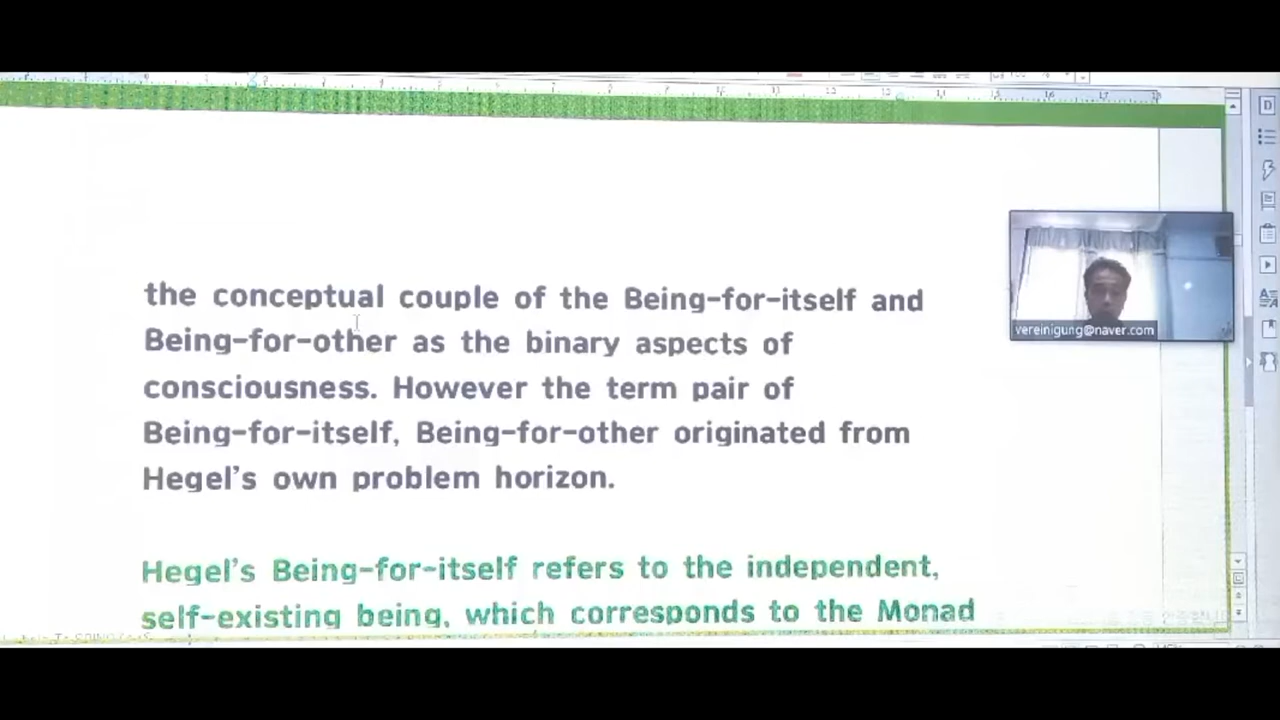 the conceptual couple of the Being-for-itself and
Being-for-other as the binary aspects of
consciousness. However the term pair of
Being-for-itself, Being-for-other originated from
Hegel's own problem horizon.
Hegel's Being-for-itself refers to the independent,
self-existing being, which corresponds to the Monad
vereinigung@naver.com